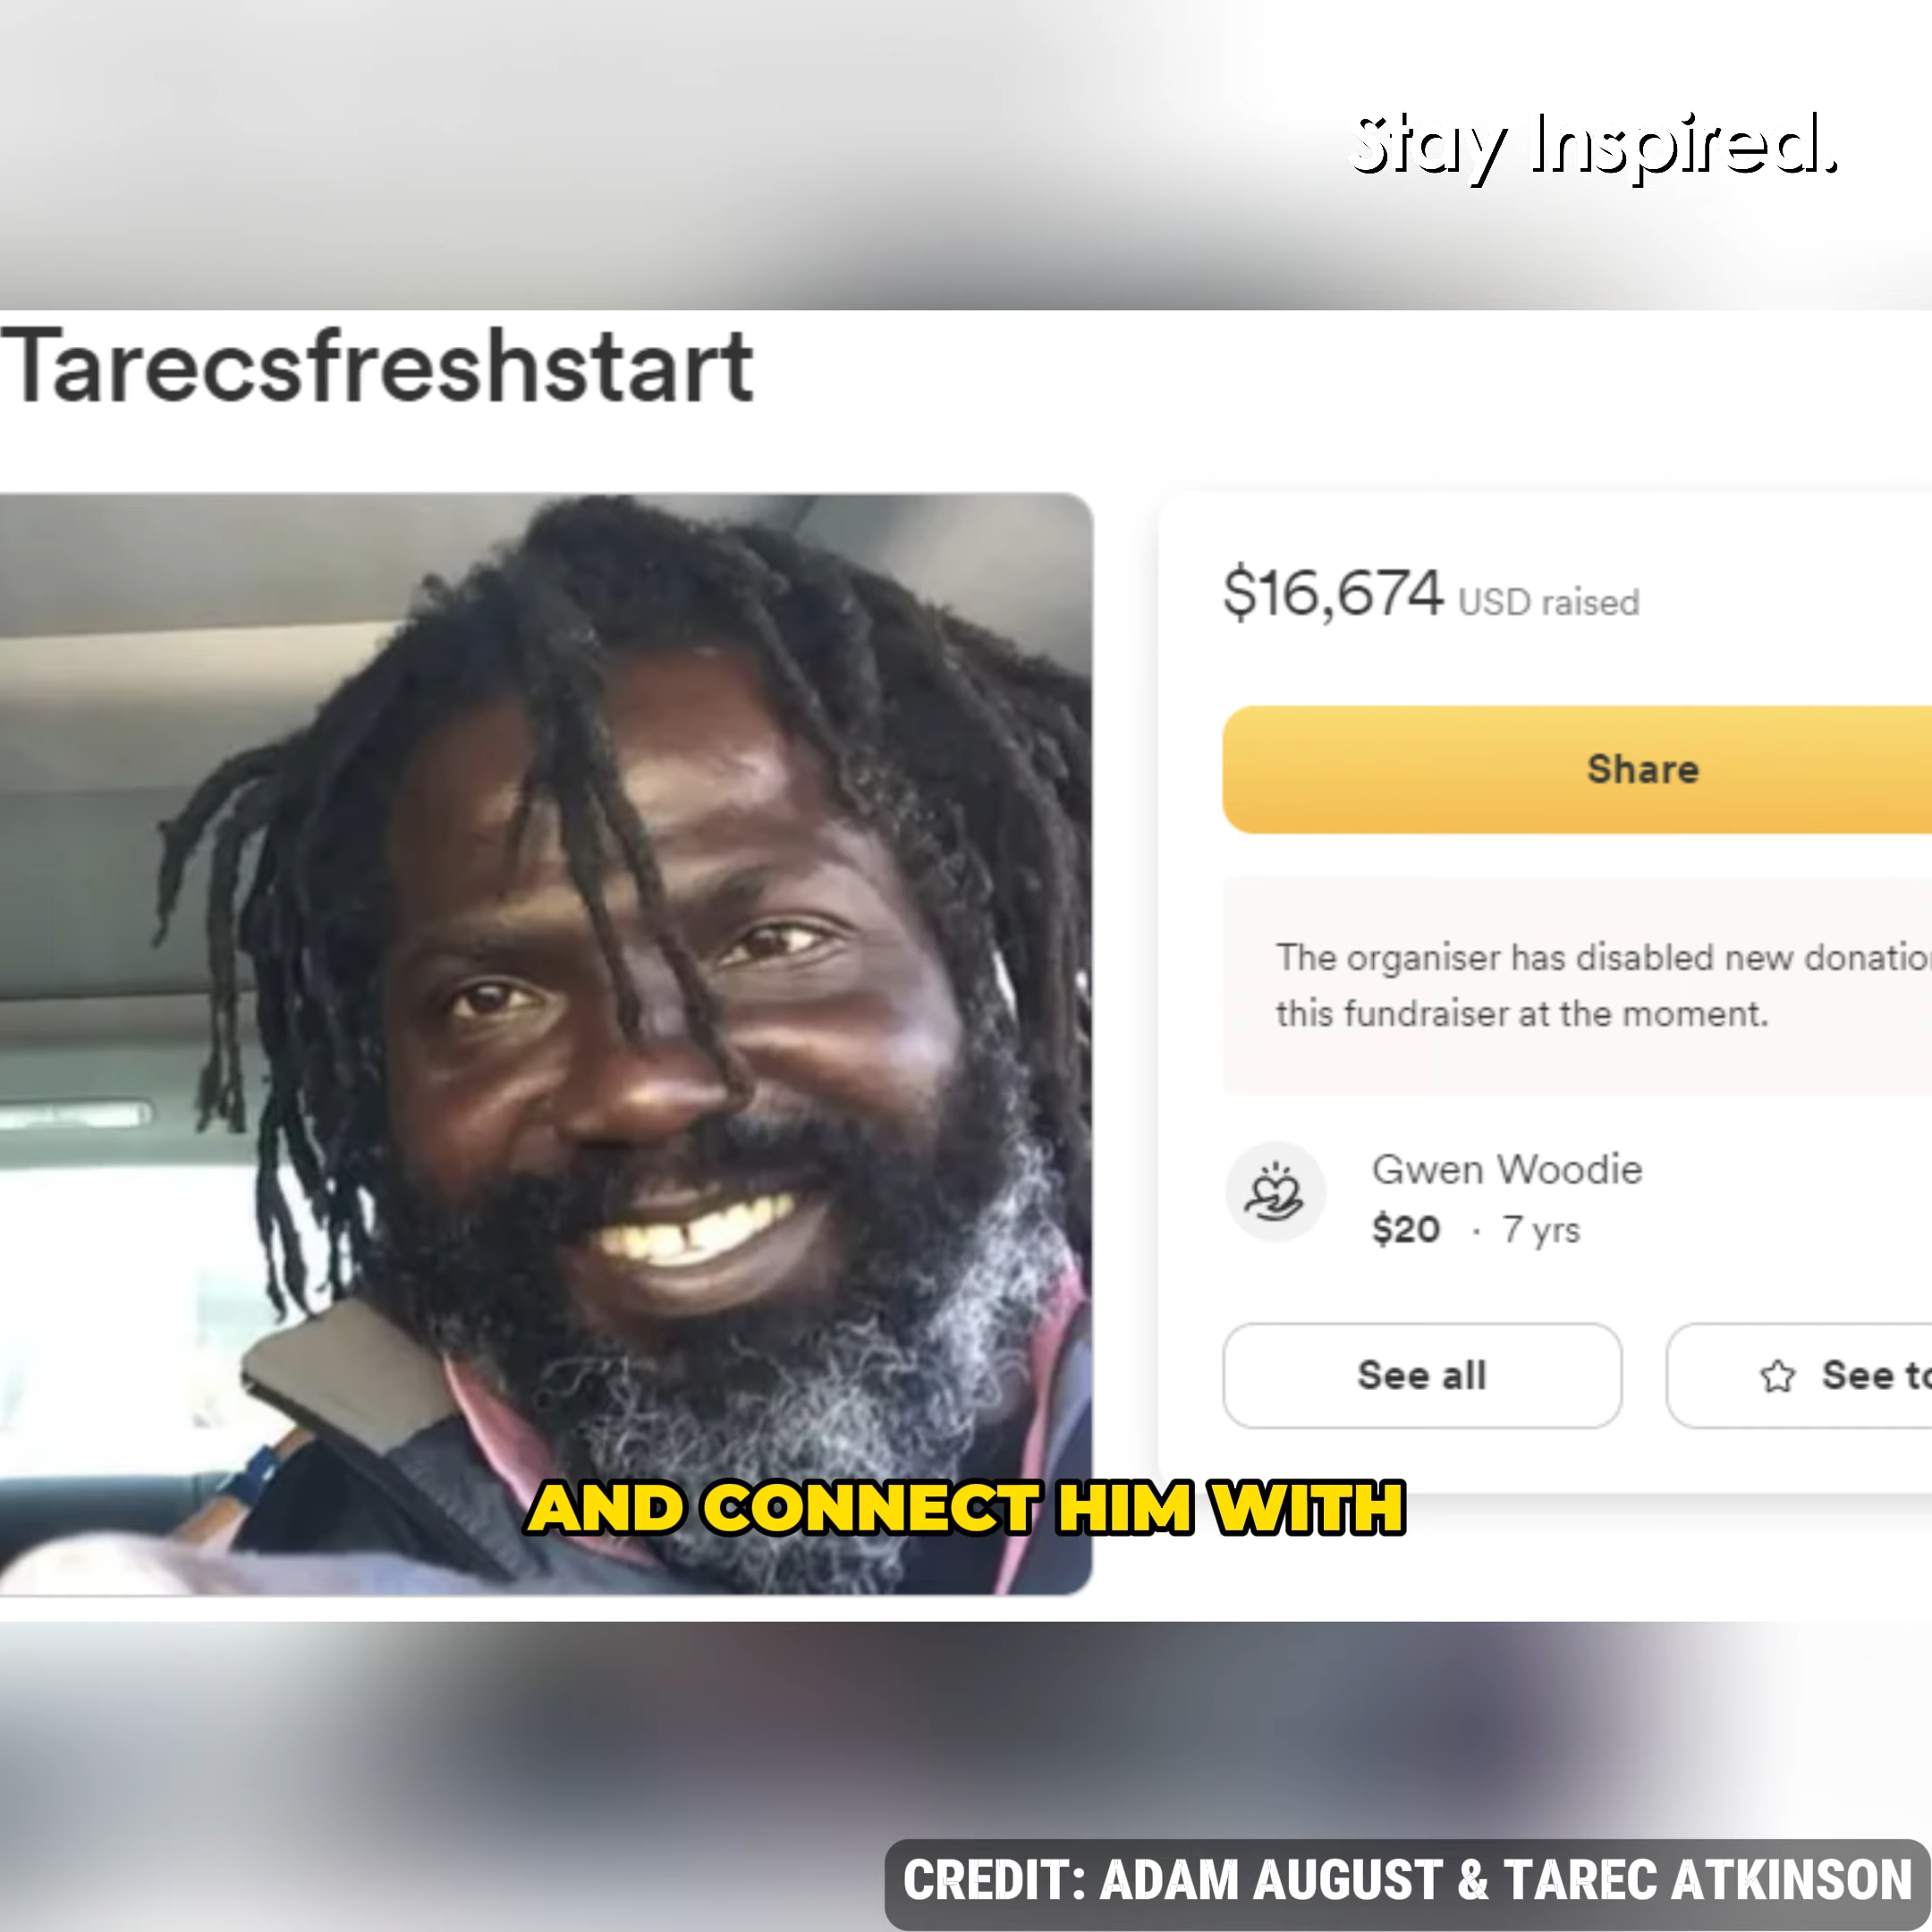 Stay Inspired.
Tarecsfreshstart
$16,674 USD raised
Share
The organiser has disabled new
this fundraiser at the moment.
Gwen Woodie
$20 · 7 yrs
See all
See
AND CONNECT HIM WITH
CREDIT: ADAM AUGUST & TAREC ATKINSON